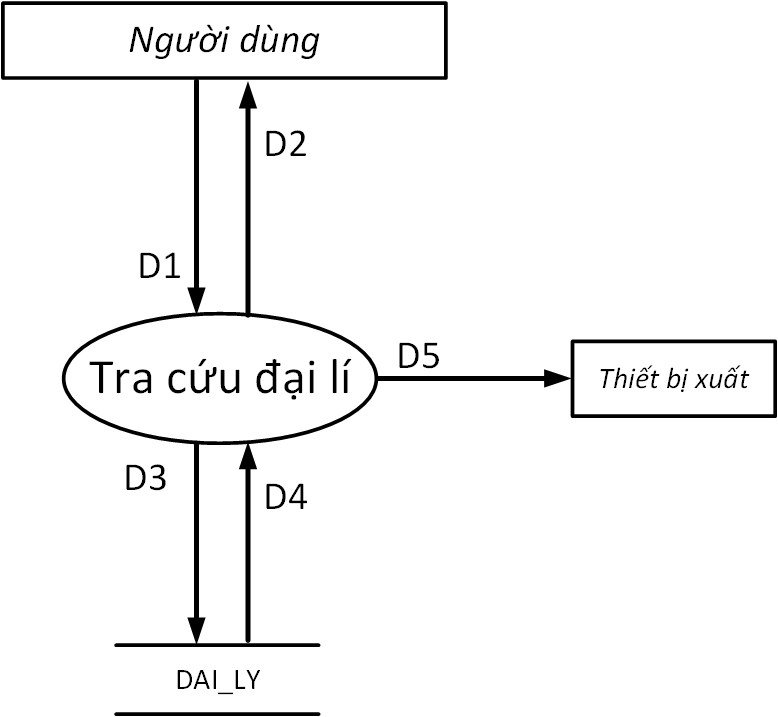 Người dùng
D2
D1
D5
Tra cứu đại lí
Thiết bị xuất
D3
D4
DAI_LY